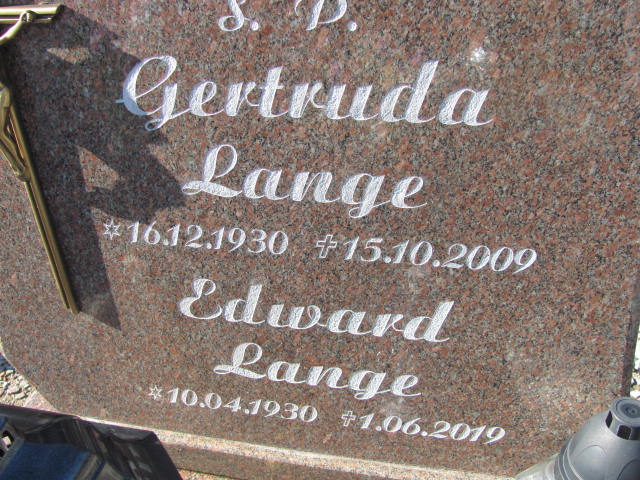 Ś. P.
Gertruda
Lange
✡16.12.1930 ✝15.10.2009
Edward
Lange
✡10.04.1930 ✝1.06.2019